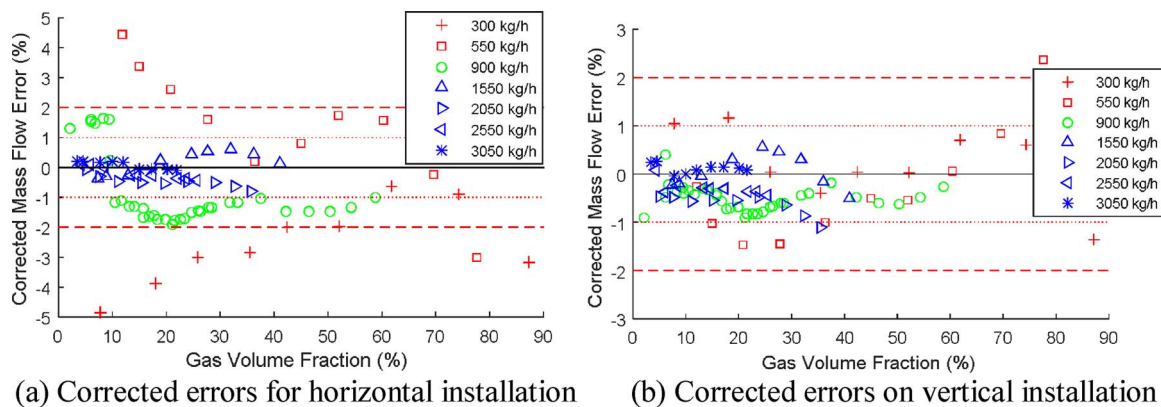 Corrected Mass Flow Error (%)
5
4
3
2
1
0
-1
-2
-3
-4
-5
0 10 20 30 40 50 60 70 80 90
Gas Volume Fraction (%)
300 kg/h
550 kg/h
900 kg/h
1550 kg/h
2050 kg/h
2550 kg/h
3050 kg/h
(a) Corrected errors for horizontal installation
Corrected Mass Flow Error (%)
3
2
1
0
-1
-2
-3
0 10 20 30 40 50 60 70 80 90
Gas Volume Fraction (%)
300 kg/h
550 kg/h
900 kg/h
1550 kg/h
2050 kg/h
2550 kg/h
3050 kg/h
(b) Corrected errors on vertical installation